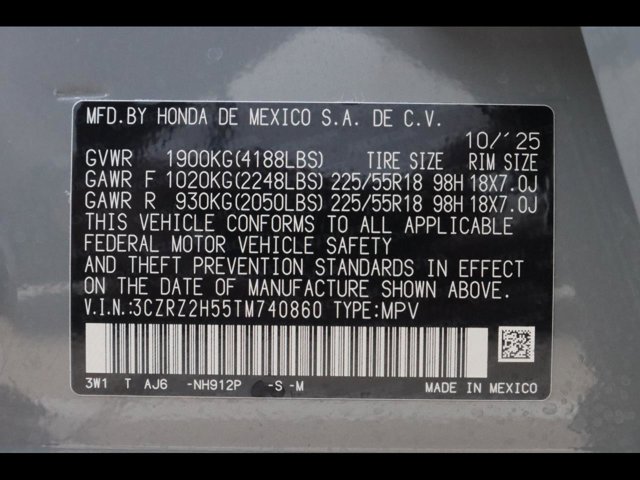 MFD.BY HONDA DE MEXICO S.A. DE C.V.
10/'25
GVWR 1900KG(4188LBS) TIRE SIZE RIM SIZE
GAWR F 1020KG(2248LBS) 225/55R18 98H 18X7.0J
GAWR R 930KG(2050LBS) 225/55R18 98H 18X7.0J
THIS VEHICLE CONFORMS TO ALL APPLICABLE
FEDERAL MOTOR VEHICLE SAFETY
AND THEFT PREVENTION STANDARDS IN EFFECT
ON THE DATE OF MANUFACTURE SHOWN ABOVE.
V.I.N.:3CZRZ2H55TM740860 TYPE:MPV
3W1 T AJ6 -NH912P -S -M MADE IN MEXICO